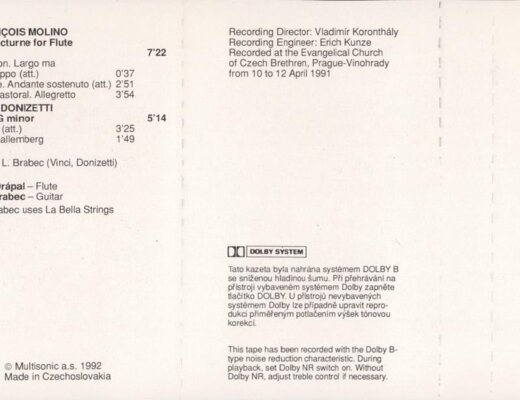 ÇOIS MOLINO
cturne for Flute
7'22
on. Largo ma
ppo (att.) 0'37
e. Andante sostenuto (att.) 2'51
astoral. Allegretto 3'54
DONIZETTI
G minor 5'14
(att.) 3'25
allemberg 1'49
L. Brabec (Vinci, Donizetti)
rápal – Flute
rabec – Guitar
abec uses La Bella Strings
© Multisonic a.s. 1992
Made in Czechoslovakia
Recording Director: Vladimír Koronthály
Recording Engineer: Erich Kunze
Recorded at the Evangelical Church
of Czech Brethren, Prague-Vinohrady
from 10 to 12 April 1991
DOLBY SYSTEM
Tato kazeta byla nahrána systémem DOLBY B
se sníženou hladinou šumu. Při přehrávání na
přístroji vybaveném systémem Dolby zapněte
tlačítko DOLBY. U přístrojů nevybavených
systémem Dolby lze případně upravit repro-
dukci přiměřeným potlačením výšek tónovou
korekcí.
This tape has been recorded with the Dolby B-
type noise reduction characteristic. During
playback, set Dolby NR switch on. Without
Dolby NR, adjust treble control if necessary.